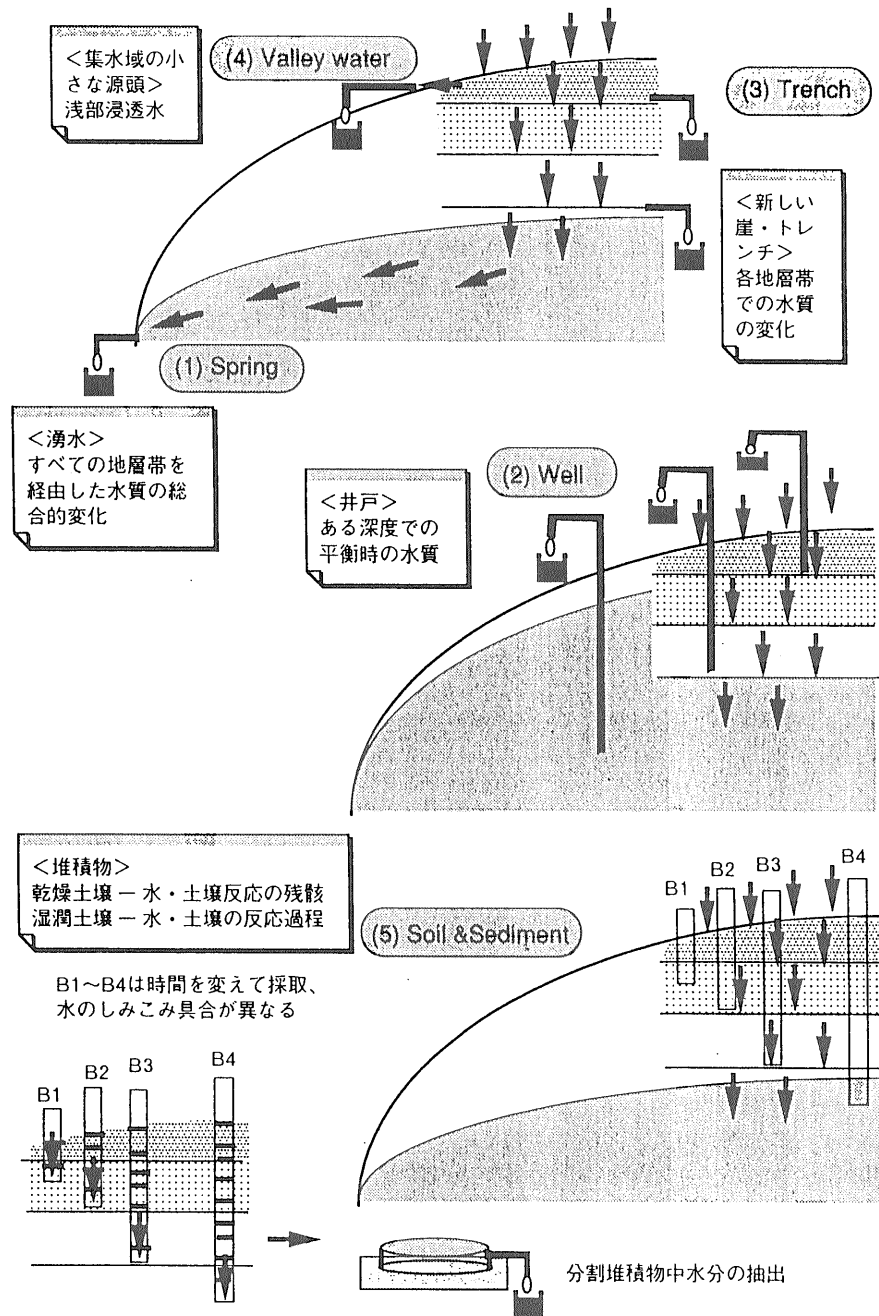 ＜集水域の小
さな源頭＞
浅部浸透水
(4) Valley water
(3) Trench
＜新しい
崖・トレ
ンチ＞
各地層帯
での水質
の変化
(1) Spring
＜湧水＞
すべての地層帯を
経由した水質の総
合的変化
(2) Well
＜井戸＞
ある深度での
平衡時の水質
＜堆積物＞
乾燥土壌ー水・土壌反応の残骸
湿潤土壌ー水・土壌の反応過程
(5) Soil &Sediment
B1
B2
B3
B4
B1〜B4は時間を変えて採取、
水のしみこみ具合が異なる
B1
B2
B3
B4
分割堆積物中水分の抽出